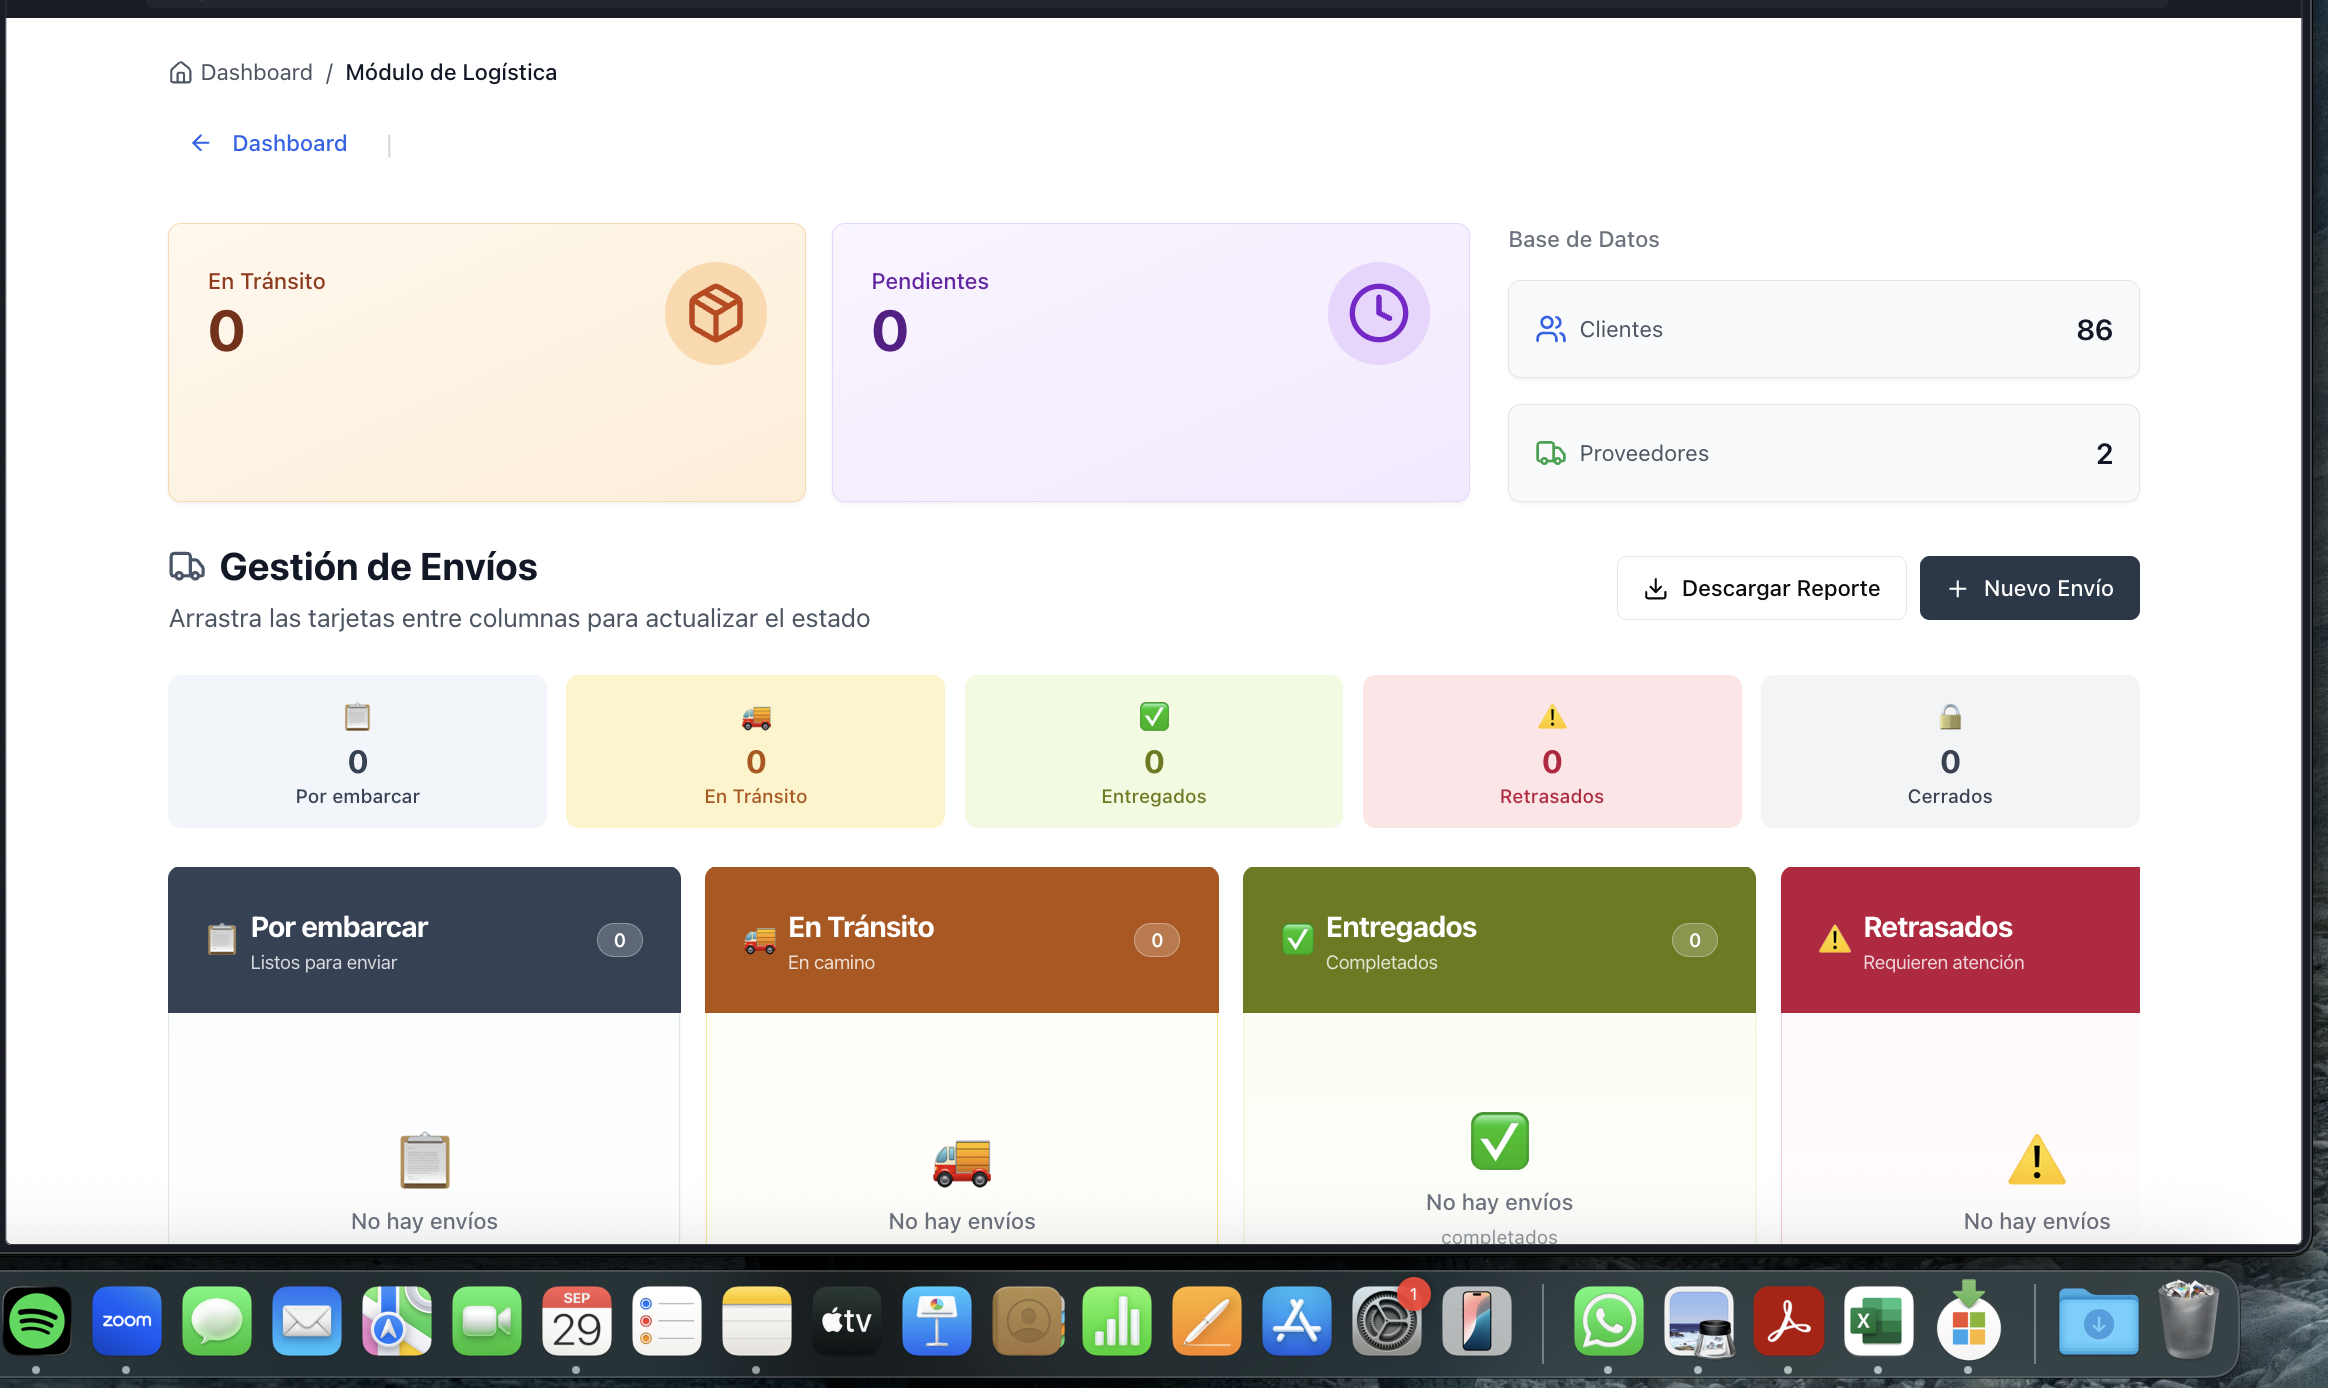 Dashboard / Módulo de Logística
← Dashboard |
En Tránsito
0
Pendientes
0
Base de Datos
Clientes 86
Proveedores 2
Gestión de Envíos
Arrastra las tarjetas entre columnas para actualizar el estado
Descargar Reporte
+ Nuevo Envío
0
Por embarcar
0
En Tránsito
0
Entregados
0
Retrasados
0
Cerrados
Por embarcar
Listos para enviar
0
En Tránsito
En camino
0
Entregados
Completados
0
Retrasados
Requieren atención
No hay envíos
No hay envíos
No hay envíos
completados
No hay envíos
zoom
SEP
29
tv
1
X